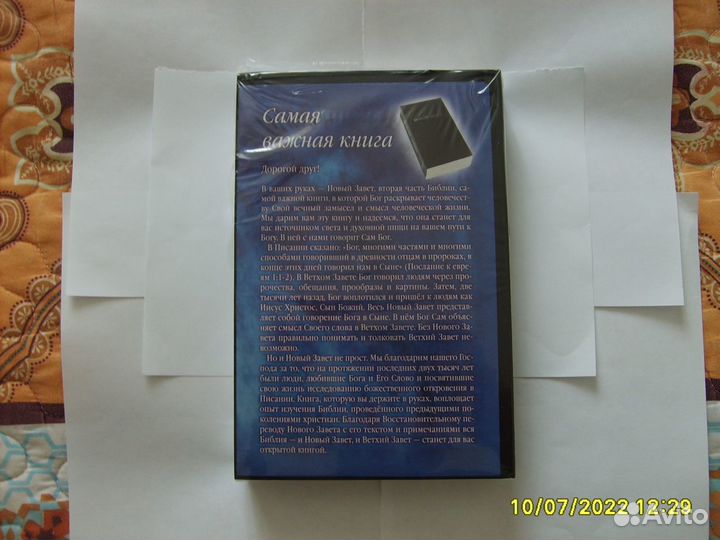 Самая
важная книга
Дорогой друг!
В ваших руках — Новый Завет, вторая часть Библии, са-
мой важной книги, в которой Бог раскрывает человечест-
ву Свой вечный замысел и смысл человеческой жизни.
Мы дарим вам эту книгу и надеемся, что она станет для
вас источником света и духовной пищи на вашем пути к
Богу. В ней с нами говорит Сам Бог.
В Писании сказано: «Бог, многими частями и многими
способами говоривший в древности отцам в пророках, в
конце этих дней говорил нам в Сыне» (Послание к евре-
ям 1:1-2). В Ветхом Завете Бог говорил людям через про-
рочества, обещания, прообразы и картины. Затем, две
тысячи лет назад, Бог воплотился и пришёл к людям как
Иисус Христос, Сын Божий. Весь Новый Завет представ-
ляет собой говорение Бога в Сыне. В нём Бог Сам объяс-
няет смысл Своего слова в Ветхом Завете. Без Нового За-
вета правильно понимать и толковать Ветхий Завет не-
возможно.
Но и Новый Завет не прост. Мы благодарим нашего Гос-
пода за то, что на протяжении последних двух тысяч лет
были люди, любившие Бога и Его Слово и посвятившие
свою жизнь исследованию божественного откровения в
Писании. Книга, которую вы держите в руках, воплощает
опыт изучения Библии, проведённого предыдущими по-
колениями христиан. Благодаря Восстановительному пе-
реводу Нового Завета с его текстом и примечаниями вся
Библия — и Новый Завет, и Ветхий Завет — станет для вас
открытой книгой.
10/07/2022 12:29
Avito